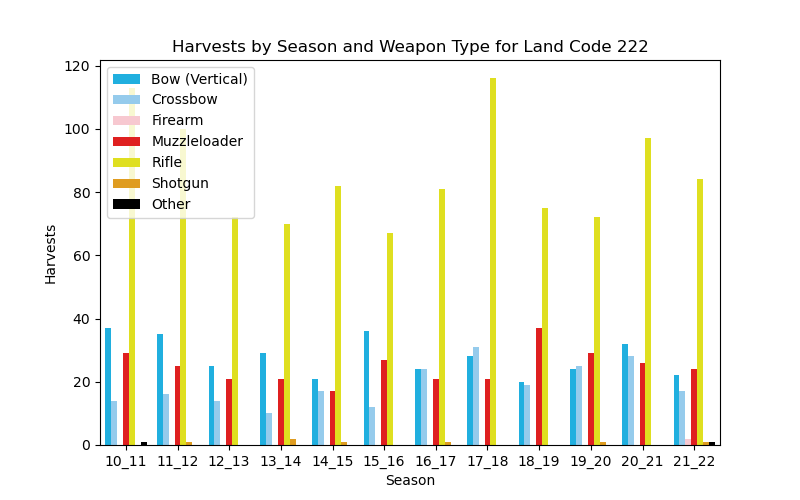 Harvests by Season and Weapon Type for Land Code 222
120
100
80
60
40
20
0
Harvests
Bow (Vertical)
Crossbow
Firearm
Muzzleloader
Rifle
Shotgun
Other
10_11 11_12 12_13 13_14 14_15 15_16 16_17 17_18 18_19 19_20 20_21 21_22
Season